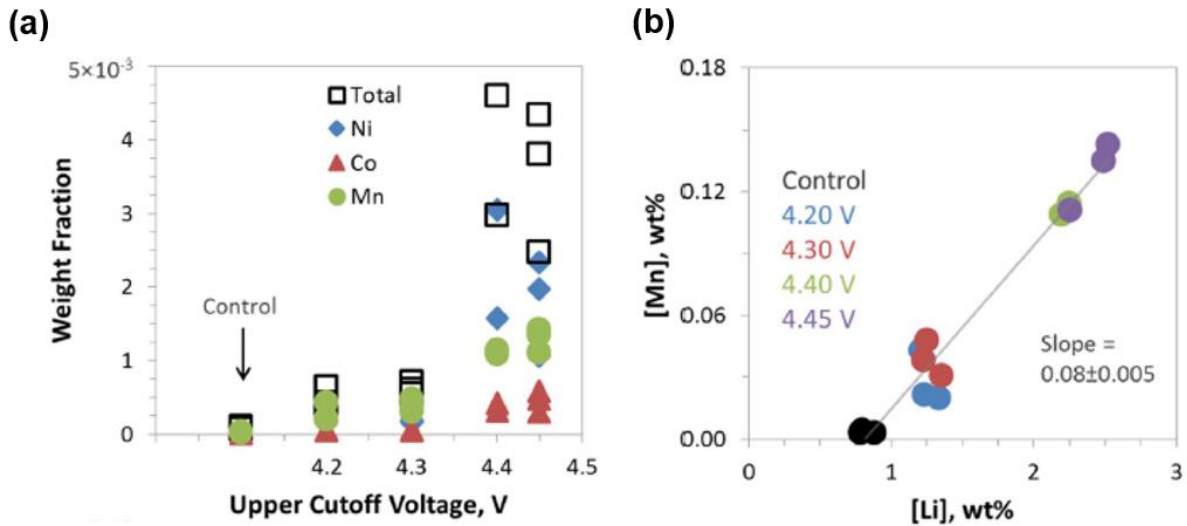 (a)
5×10⁻³
4
3
2
1
0
Weight Fraction
Total
Ni
Co
Mn
Control
4.2
4.3
4.4
4.5
Upper Cutoff Voltage, V
(b)
0.18
0.12
0.06
0.00
[Mn], wt%
Control
4.20 V
4.30 V
4.40 V
4.45 V
Slope =
0.08±0.005
0
1
2
3
[Li], wt%